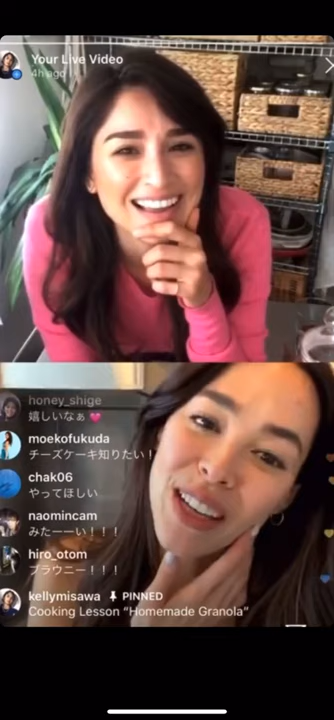 Your Live Video
4h ago
honey_shige
嬉しいなぁ 💗
moekofukuda
チーズケーキ知りたい！
chak06
やってほしい
naomincam
みたーーい！！！
hiro_otom
ブラウニー！！！
kellymisawa 📌 PINNED
Cooking Lesson “Homemade Granola”